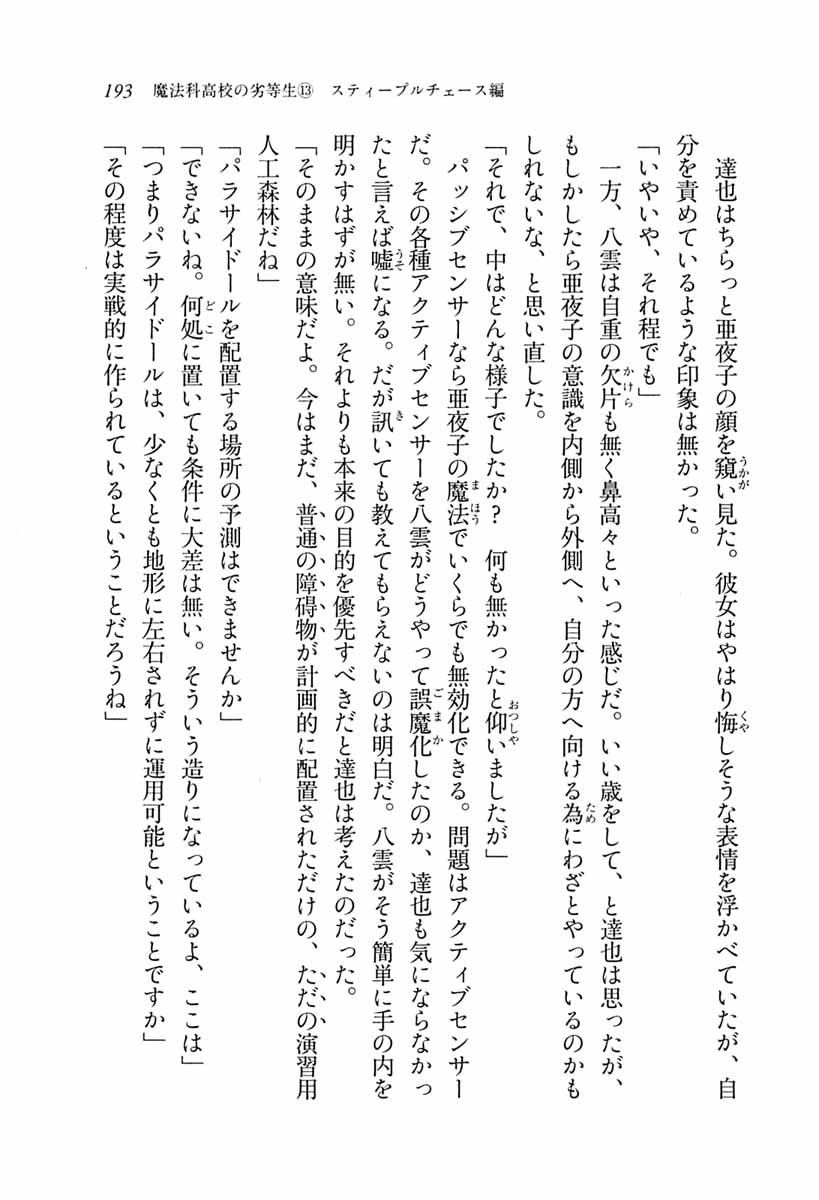 193　魔法科高校の劣等生⑬　スティープルチェース編
　達也はちらっと亜夜子の顔を窺い見た。彼女はやはり悔しそうな表情を浮かべていたが、自
分を責めているような印象は無かった。
「いやいや、それ程でも」
　一方、八雲は自重の欠片も無く鼻高々といった感じだ。いい歳をして、と達也は思ったが、
もしかしたら亜夜子の意識を内側から外側へ、自分の方へ向ける為にわざとやっているのかも
しれないな、と思い直した。
「それで、中はどんな様子でしたか？　何も無かったと仰いましたが」
　パッシブセンサーなら亜夜子の魔法でいくらでも無効化できる。問題はアクティブセンサー
だ。その各種アクティブセンサーを八雲がどうやって誤魔化したのか、達也も気にならなかっ
たと言えば嘘になる。だが訊いても教えてもらえないのは明白だ。八雲がそう簡単に手の内を
明かすはずが無い。それよりも本来の目的を優先すべきだと達也は考えたのだった。
「そのままの意味だよ。今はまだ、普通の障碍物が計画的に配置されただけの、ただの演習用
人工森林だね」
「パラサイドールを配置する場所の予測はできませんか」
「できないね。何処に置いても条件に大差は無い。そういう造りになっているよ、ここは」
「つまりパラサイドールは、少なくとも地形に左右されずに運用可能ということですか」
「その程度は実戦的に作られているということだろうね」